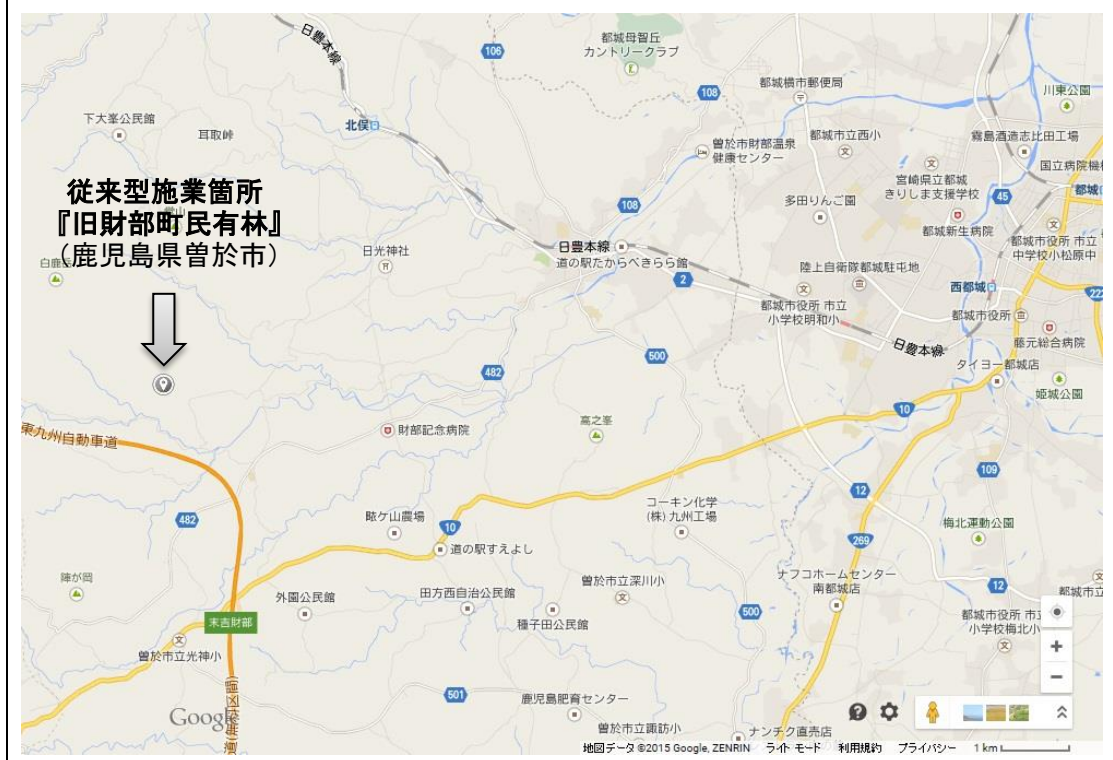 日豊本線
106
都城母智丘
カントリークラブ
108
都城横市郵便局
川東公園
下大峯公民館
耳取峠
北俣
曽於市財部温泉
健康センター
都城市立西小
霧島酒造志比田工場
国立病院機
宮崎県立都城
きりしま支援学校
45
都城
従来型施業箇所
『旧財部町民有林』
(鹿児島県曽於市)
108
多田りんご園
都城新生病院
都城市役所 市立
中学校小松原中
日光神社
日豊本線
道の駅たからべきらら館
2
陸上自衛隊都城駐屯地
西都城
222
都城市役所 市立
小学校明和小
都城市役所
日豊本線
藤元総合病院
500
482
タイヨー都城店
姫城公園
10
東九州自動車道
財部記念病院
高之峯
109
482
畩ケ山農場
10
道の駅すえよし
コーキン化学
(株) 九州工場
12
梅北運動公園
269
陣が岡
外園公民館
田方西自治公民館
曽於市立深川小
ナフコホームセンター
南都城店
12
都城市立
末吉財部
種子田公民館
500
都城市役所 市立
小学校梅北小
曽於市立光神小
501
鹿児島肥育センター
Google
曽於市立諏訪小
ナンチク直売店
地図データ ©2015 Google, ZENRIN ライト モード 利用規約 プライバシー 1 km